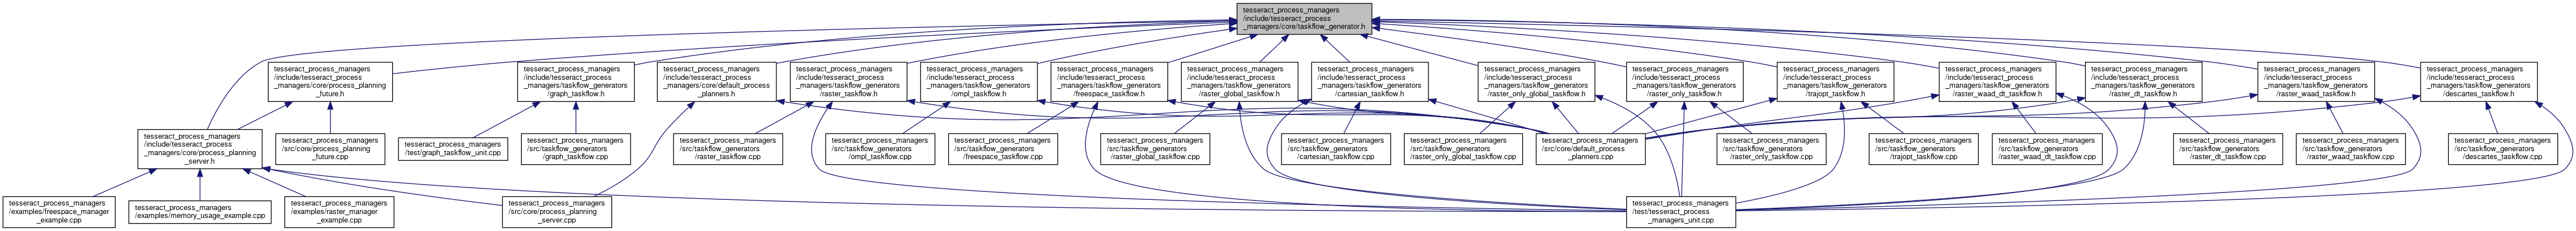 tesseract_process_managers
/include/tesseract_process
_managers/core/taskflow_generator.h
tesseract_process_managers
/include/tesseract_process
_managers/core/process_planning
_future.h
tesseract_process_managers
/include/tesseract_process
_managers/taskflow_generators
/graph_taskflow.h
tesseract_process_managers
/include/tesseract_process
_managers/core/default_process
_planners.h
tesseract_process_managers
/include/tesseract_process
_managers/taskflow_generators
/raster_taskflow.h
tesseract_process_managers
/include/tesseract_process
_managers/taskflow_generators
/ompl_taskflow.h
tesseract_process_managers
/include/tesseract_process
_managers/taskflow_generators
/freespace_taskflow.h
tesseract_process_managers
/include/tesseract_process
_managers/taskflow_generators
/raster_global_taskflow.h
tesseract_process_managers
/include/tesseract_process
_managers/taskflow_generators
/cartesian_taskflow.h
tesseract_process_managers
/include/tesseract_process
_managers/taskflow_generators
/raster_only_global_taskflow.h
tesseract_process_managers
/include/tesseract_process
_managers/taskflow_generators
/raster_only_taskflow.h
tesseract_process_managers
/include/tesseract_process
_managers/taskflow_generators
/trajopt_taskflow.h
tesseract_process_managers
/include/tesseract_process
_managers/taskflow_generators
/raster_waad_dt_taskflow.h
tesseract_process_managers
/include/tesseract_process
_managers/taskflow_generators
/raster_dt_taskflow.h
tesseract_process_managers
/include/tesseract_process
_managers/taskflow_generators
/raster_waad_taskflow.h
tesseract_process_managers
/include/tesseract_process
_managers/taskflow_generators
/descartes_taskflow.h
tesseract_process_managers
/include/tesseract_process
_managers/core/process_planning
_server.h
tesseract_process_managers
/src/core/process_planning
_future.cpp
tesseract_process_managers
/test/graph_taskflow_unit.cpp
tesseract_process_managers
/src/taskflow_generators
/graph_taskflow.cpp
tesseract_process_managers
/src/taskflow_generators
/raster_taskflow.cpp
tesseract_process_managers
/src/taskflow_generators
/ompl_taskflow.cpp
tesseract_process_managers
/src/taskflow_generators
/freespace_taskflow.cpp
tesseract_process_managers
/src/taskflow_generators
/raster_global_taskflow.cpp
tesseract_process_managers
/src/taskflow_generators
/cartesian_taskflow.cpp
tesseract_process_managers
/src/taskflow_generators
/raster_only_global_taskflow.cpp
tesseract_process_managers
/src/core/default_process
_planners.cpp
tesseract_process_managers
/src/taskflow_generators
/raster_only_taskflow.cpp
tesseract_process_managers
/src/taskflow_generators
/trajopt_taskflow.cpp
tesseract_process_managers
/src/taskflow_generators
/raster_waad_dt_taskflow.cpp
tesseract_process_managers
/src/taskflow_generators
/raster_dt_taskflow.cpp
tesseract_process_managers
/src/taskflow_generators
/raster_waad_taskflow.cpp
tesseract_process_managers
/src/taskflow_generators
/descartes_taskflow.cpp
tesseract_process_managers
/examples/freespace_manager
_example.cpp
tesseract_process_managers
/examples/memory_usage_example.cpp
tesseract_process_managers
/examples/raster_manager
_example.cpp
tesseract_process_managers
/src/core/process_planning
_server.cpp
tesseract_process_managers
/test/tesseract_process
_managers_unit.cpp